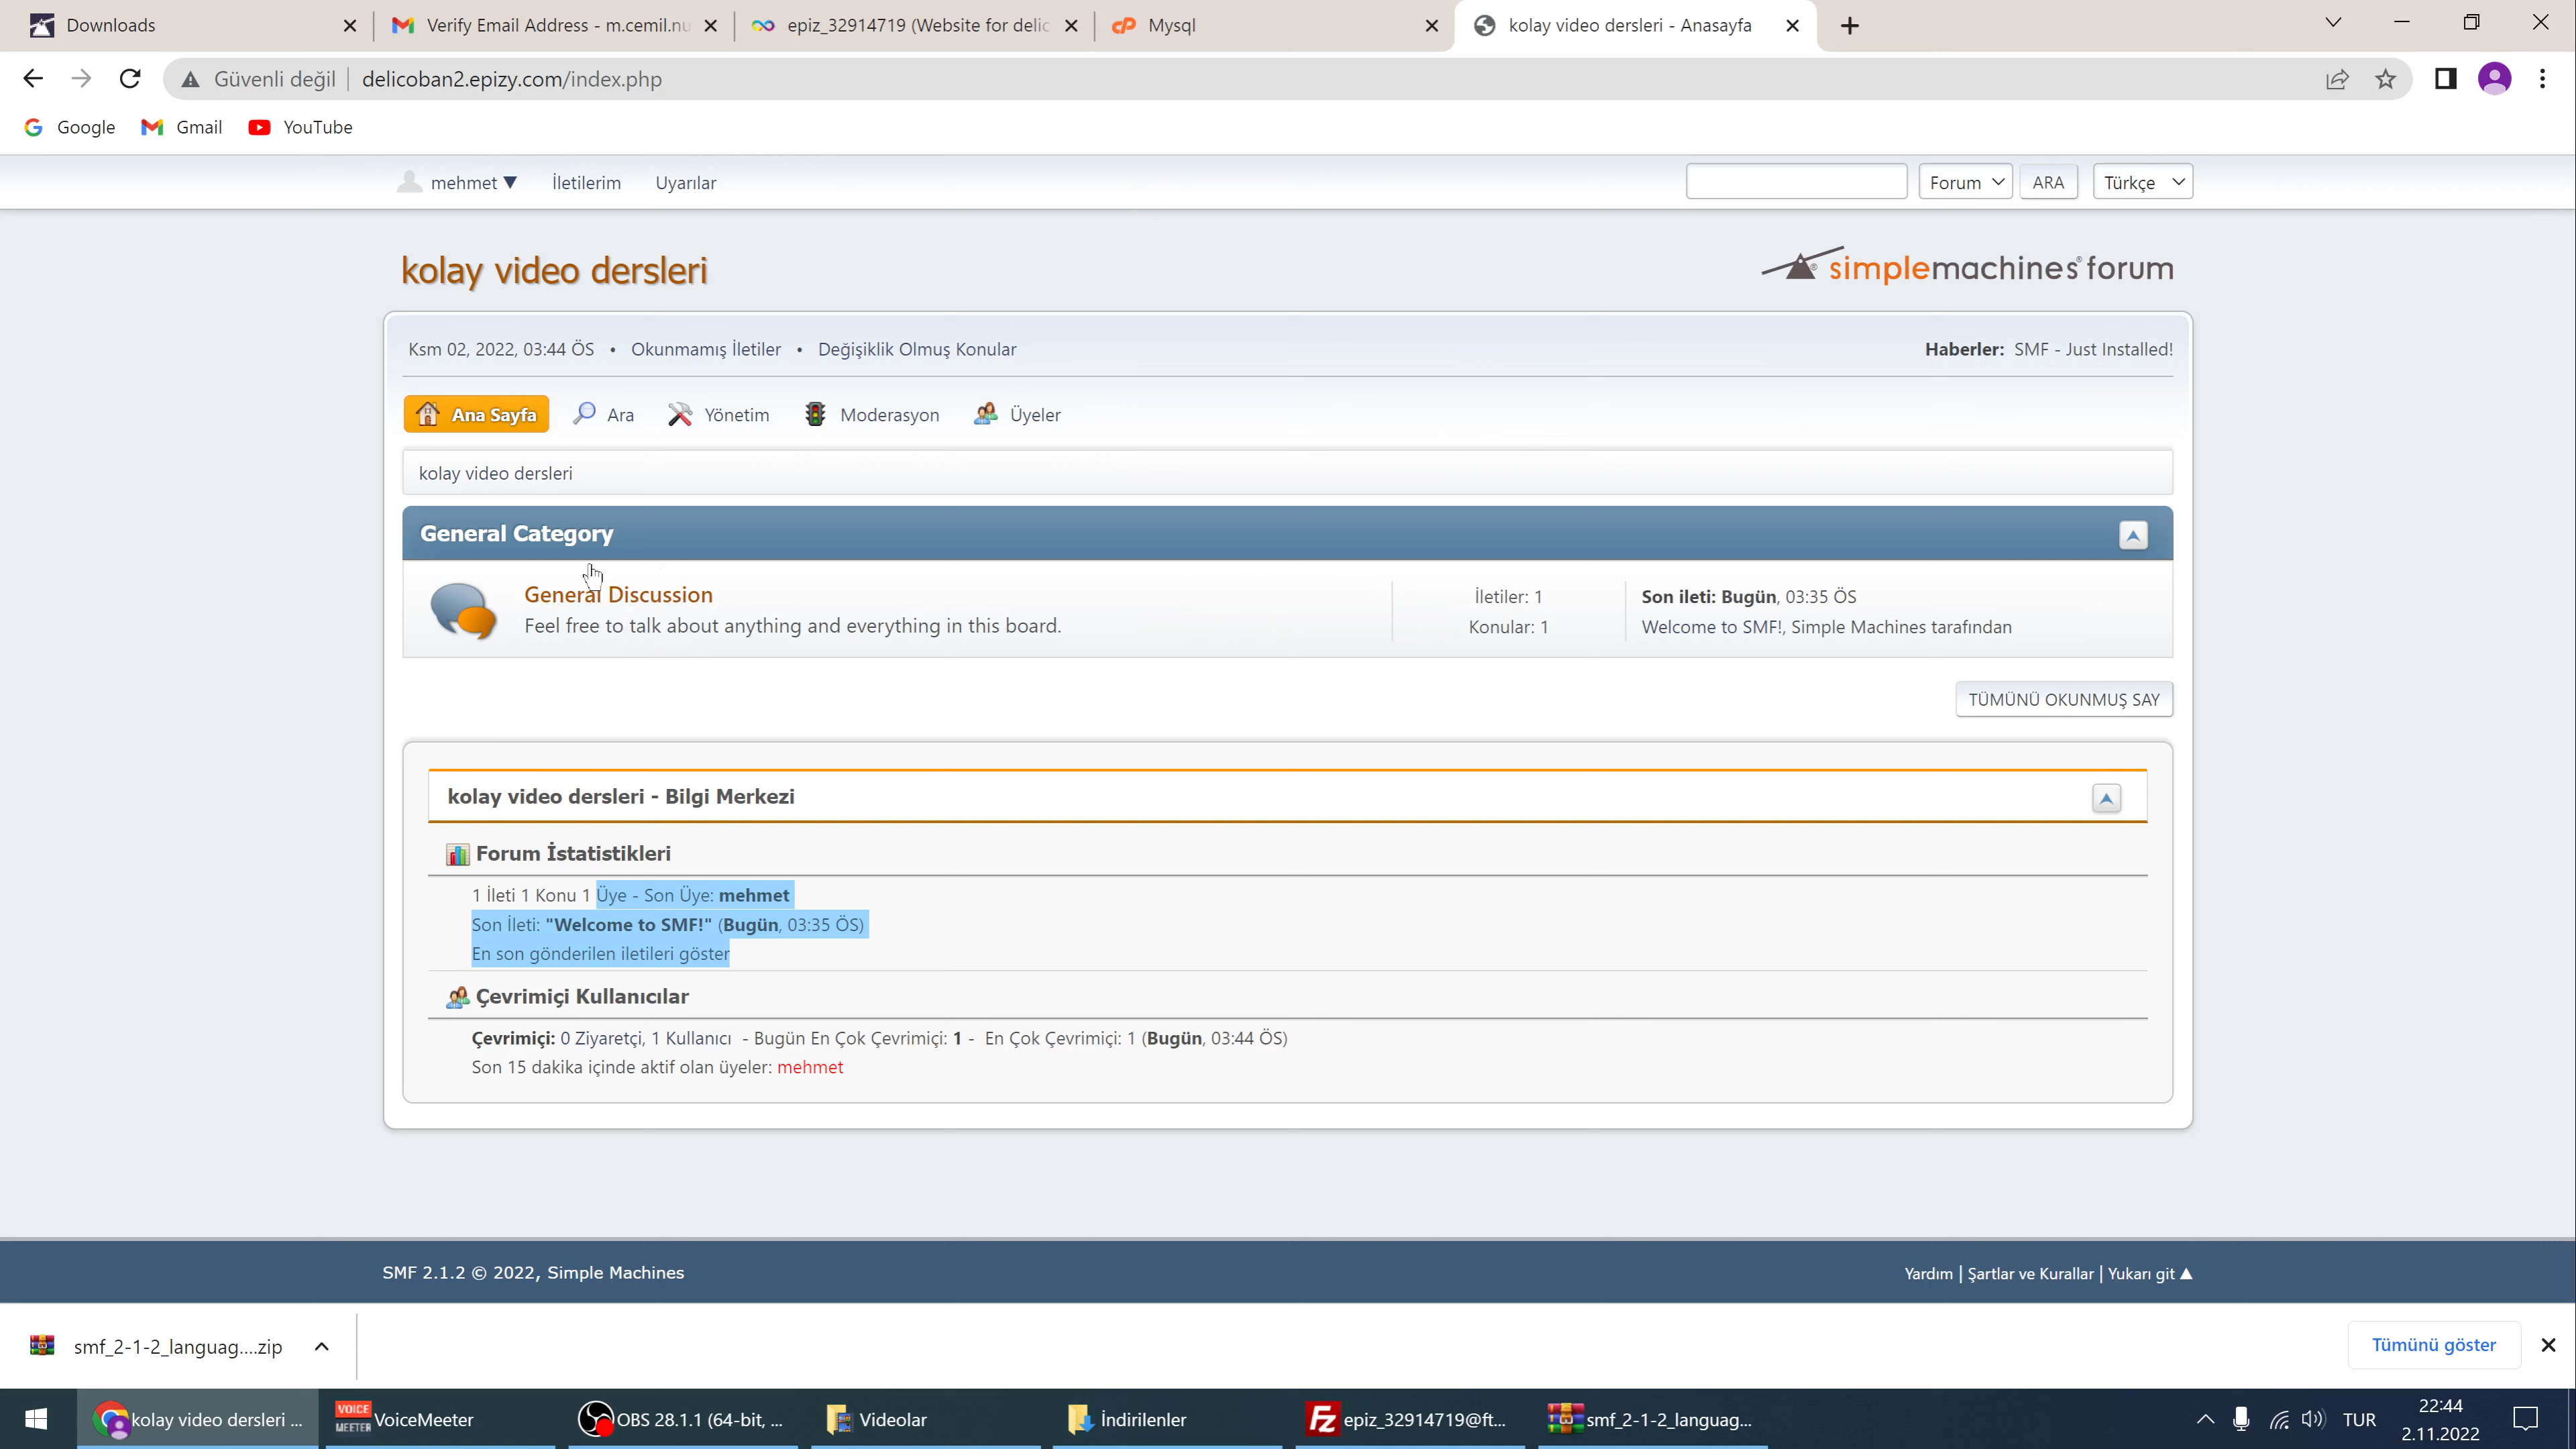 Downloads
Verify Email Address - m.cemil.nu
epiz_32914719 (Website for delic
Mysql
kolay video dersleri - Anasayfa
Güvenli değil
delicoban2.epizy.com/index.php
Google
Gmail
YouTube
mehmet
İletilerim
Uyarılar
Forum
ARA
Türkçe
kolay video dersleri
simplemachines® forum
Ksm 02, 2022, 03:44 ÖS • Okunmamış İletiler • Değişiklik Olmuş Konular
Haberler: SMF - Just Installed!
Ana Sayfa
Ara
Yönetim
Moderasyon
Üyeler
kolay video dersleri
General Category
General Discussion
Feel free to talk about anything and everything in this board.
İletiler: 1
Konular: 1
Son ileti: Bugün, 03:35 ÖS
Welcome to SMF!, Simple Machines tarafından
TÜMÜNÜ OKUNMUŞ SAY
kolay video dersleri - Bilgi Merkezi
Forum İstatistikleri
1 İleti 1 Konu 1 Üye - Son Üye: mehmet
Son İleti: "Welcome to SMF!" (Bugün, 03:35 ÖS)
En son gönderilen iletileri göster
Çevrimiçi Kullanıcılar
Çevrimiçi: 0 Ziyaretçi, 1 Kullanıcı - Bugün En Çok Çevrimiçi: 1 - En Çok Çevrimiçi: 1 (Bugün, 03:44 ÖS)
Son 15 dakika içinde aktif olan üyeler: mehmet
SMF 2.1.2 © 2022, Simple Machines
Yardım | Şartlar ve Kurallar | Yukarı git ▲
smf_2-1-2_languag....zip
Tümünü göster
kolay video dersleri ...
VOICE MEETER
VoiceMeeter
OBS 28.1.1 (64-bit, ...
Videolar
İndirilenler
epiz_32914719@ft...
smf_2-1-2_languag...
TUR
22:44
2.11.2022